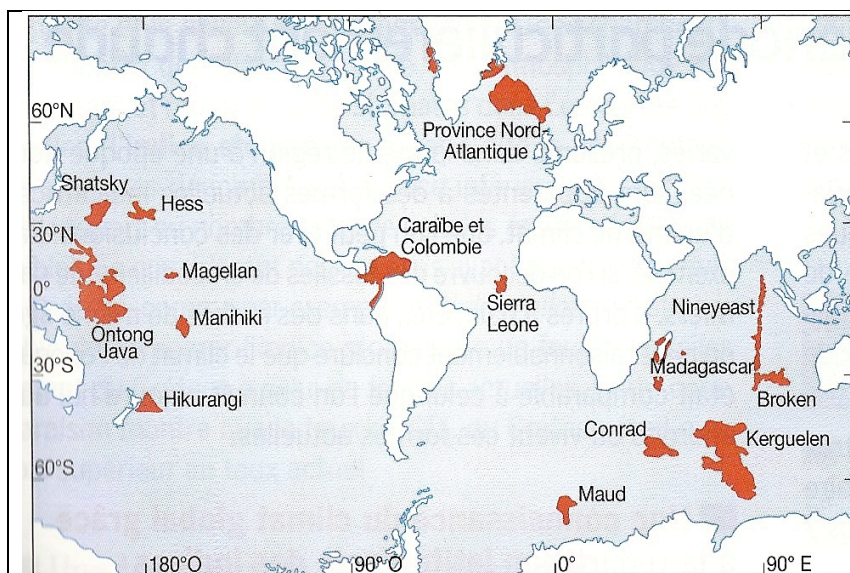 60°N
Province Nord-
Atlantique
Shatsky
Hess
30°N
Caraïbe et
Colombie
Magellan
0°
Sierra
Leone
Nineyeast
Manihiki
Ontong
Java
30°S
Madagascar
Hikurangi
Broken
Conrad
Kerguelen
60°S
Maud
180°O
90° O
0°
90° E